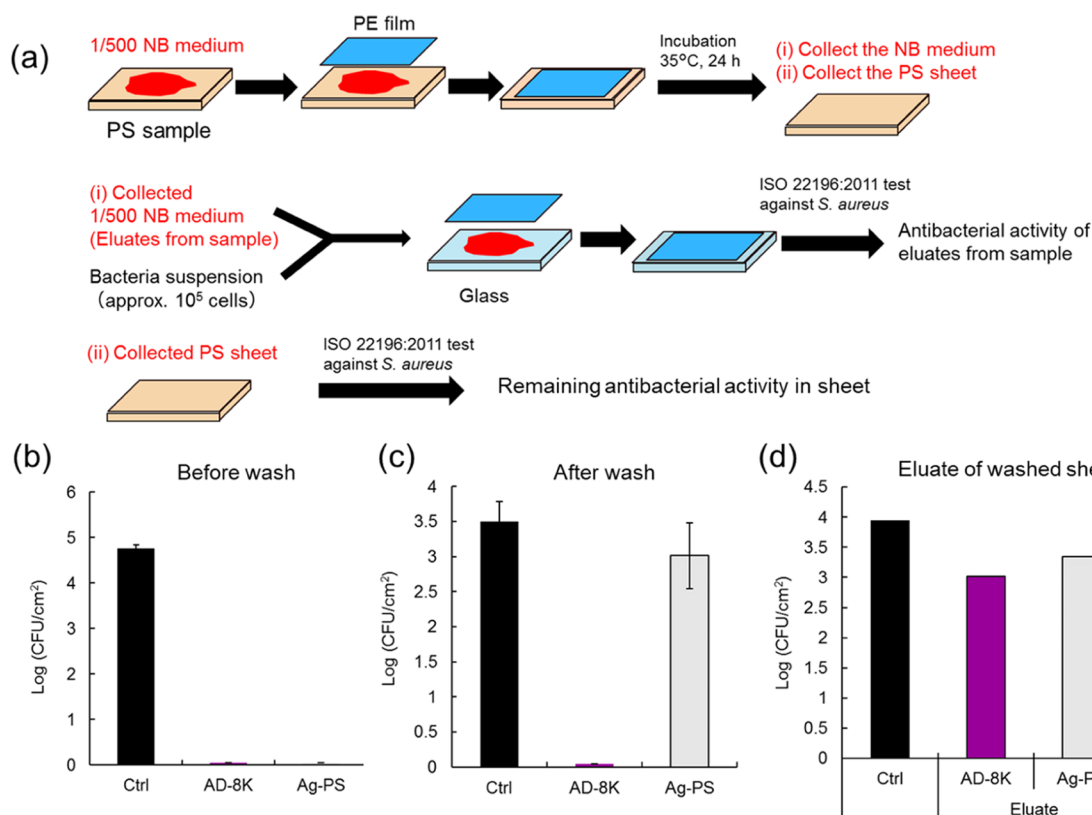 (a)
1/500 NB medium
PE film
PS sample
Incubation
35°C, 24 h
(i) Collect the NB medium
(ii) Collect the PS sheet
(i) Collected
1/500 NB medium
(Eluates from sample)
Bacteria suspension
(approx. 10⁵ cells)
Glass
ISO 22196:2011 test
against S. aureus
Antibacterial activity of
eluates from sample
(ii) Collected PS sheet
ISO 22196:2011 test
against S. aureus
Remaining antibacterial activity in sheet
(b)
Before wash
Log (CFU/cm²)
6
5
4
3
2
1
0
Ctrl AD-8K Ag-PS
(c)
After wash
Log (CFU/cm²)
4
3.5
3
2.5
2
1.5
1
0.5
0
Ctrl AD-8K Ag-PS
(d)
Eluate of washed she
Log (CFU/cm²)
4.5
4
3.5
3
2.5
2
1.5
1
0.5
0
Ctrl AD-8K Ag-P
Eluate